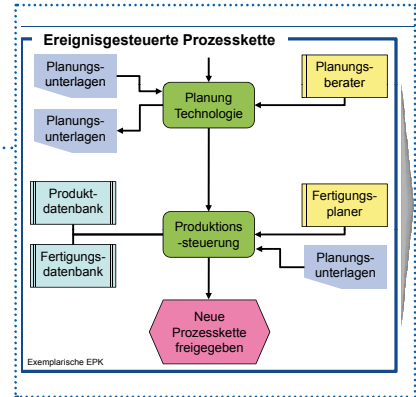 Ereignisgesteuerte Prozesskette
Planungs-
unterlagen
Planungs-
unterlagen
Planung
Technologie
Planungs-
berater
Produkt-
datenbank
Fertigungs-
datenbank
Produktions
-steuerung
Fertigungs-
planer
Planungs-
unterlagen
Neue
Prozesskette
freigegeben
Exemplarische EPK